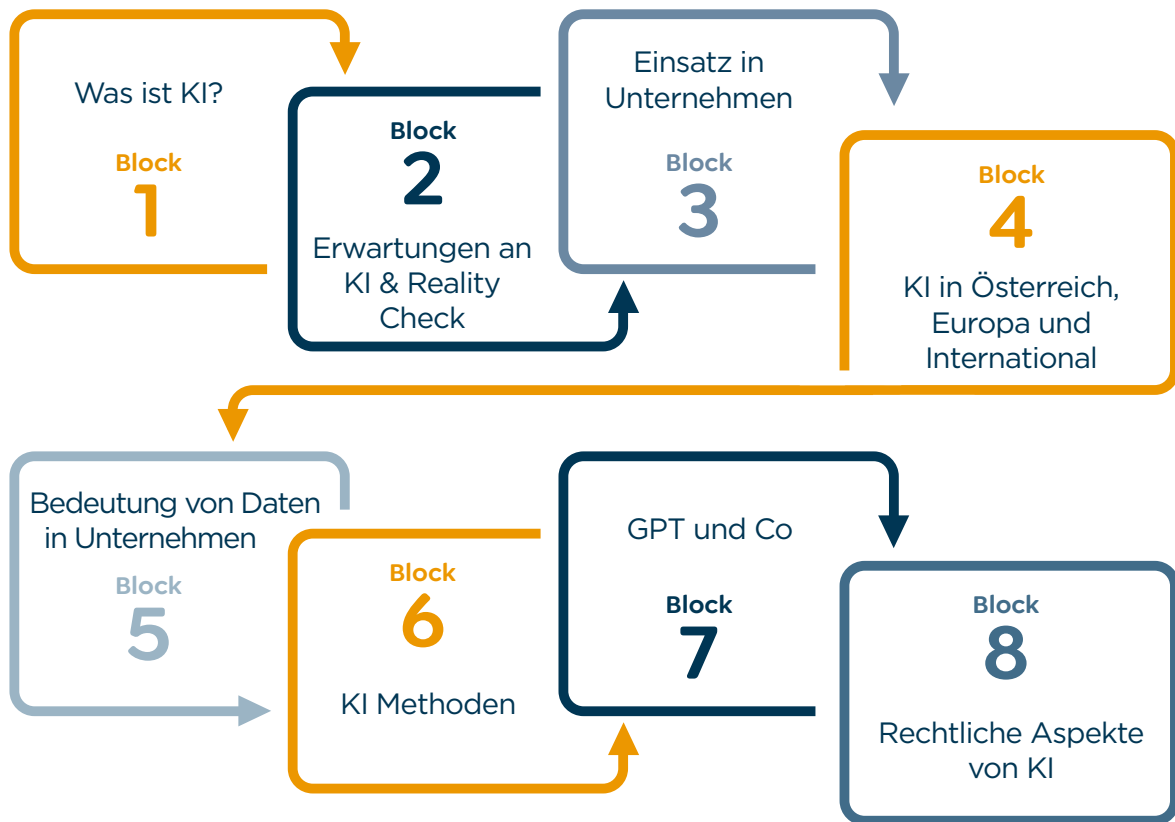 Was ist KI?
Block
1
Block
2
Erwartungen an
KI & Reality
Check
Einsatz in
Unternehmen
Block
3
Block
4
KI in Österreich,
Europa und
International
Bedeutung von Daten
in Unternehmen
Block
5
Block
6
KI Methoden
GPT und Co
Block
7
Block
8
Rechtliche Aspekte
von KI